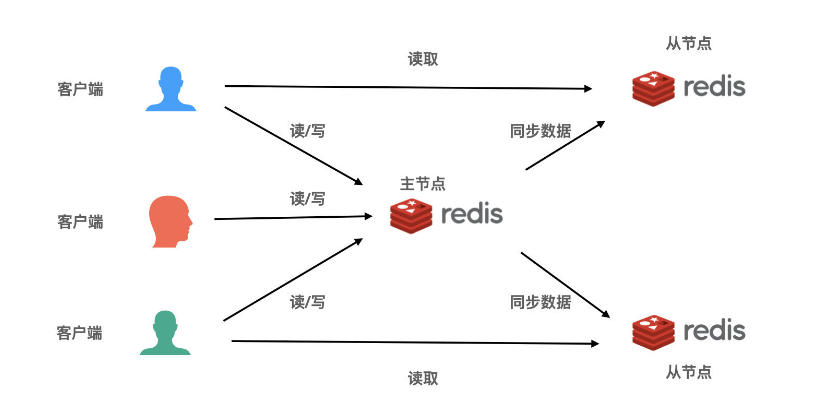 从节点
读取
redis
客户端
读/写
同步数据
主节点
读/写
redis
客户端
读/写
同步数据
redis
客户端
读取
从节点